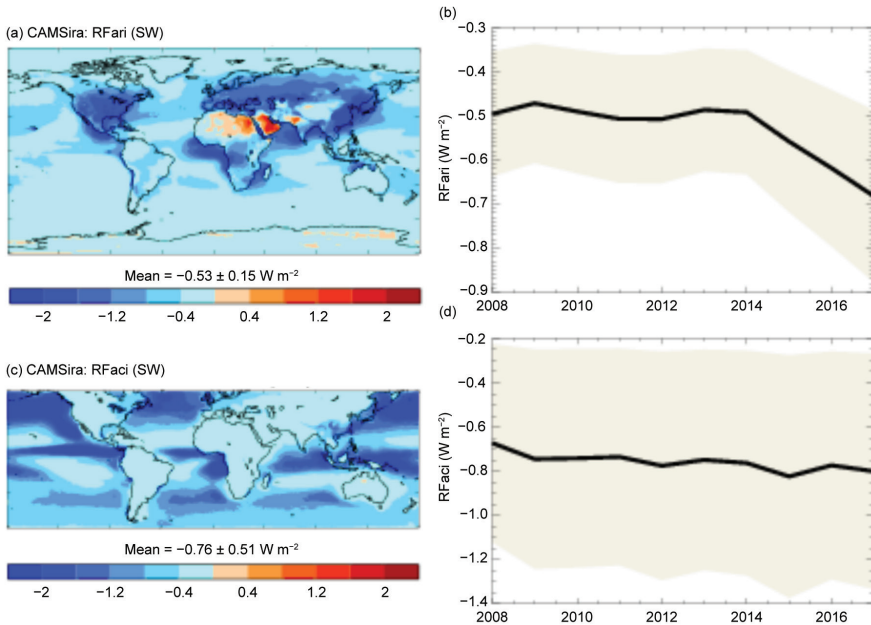 (a) CAMSira: RFari (SW)
Mean = −0.53 ± 0.15 W m⁻²
−2 −1.2 −0.4 0.4 1.2 2
(b)
−0.3
−0.4
−0.5
−0.6
−0.7
−0.8
−0.9
RFari (W m⁻²)
2008 2010 2012 2014 2016
(c) CAMSira: RFaci (SW)
Mean = −0.76 ± 0.51 W m⁻²
−2 −1.2 −0.4 0.4 1.2 2
(d)
−0.2
−0.4
−0.6
−0.8
−1.0
−1.2
−1.4
RFaci (W m⁻²)
2008 2010 2012 2014 2016